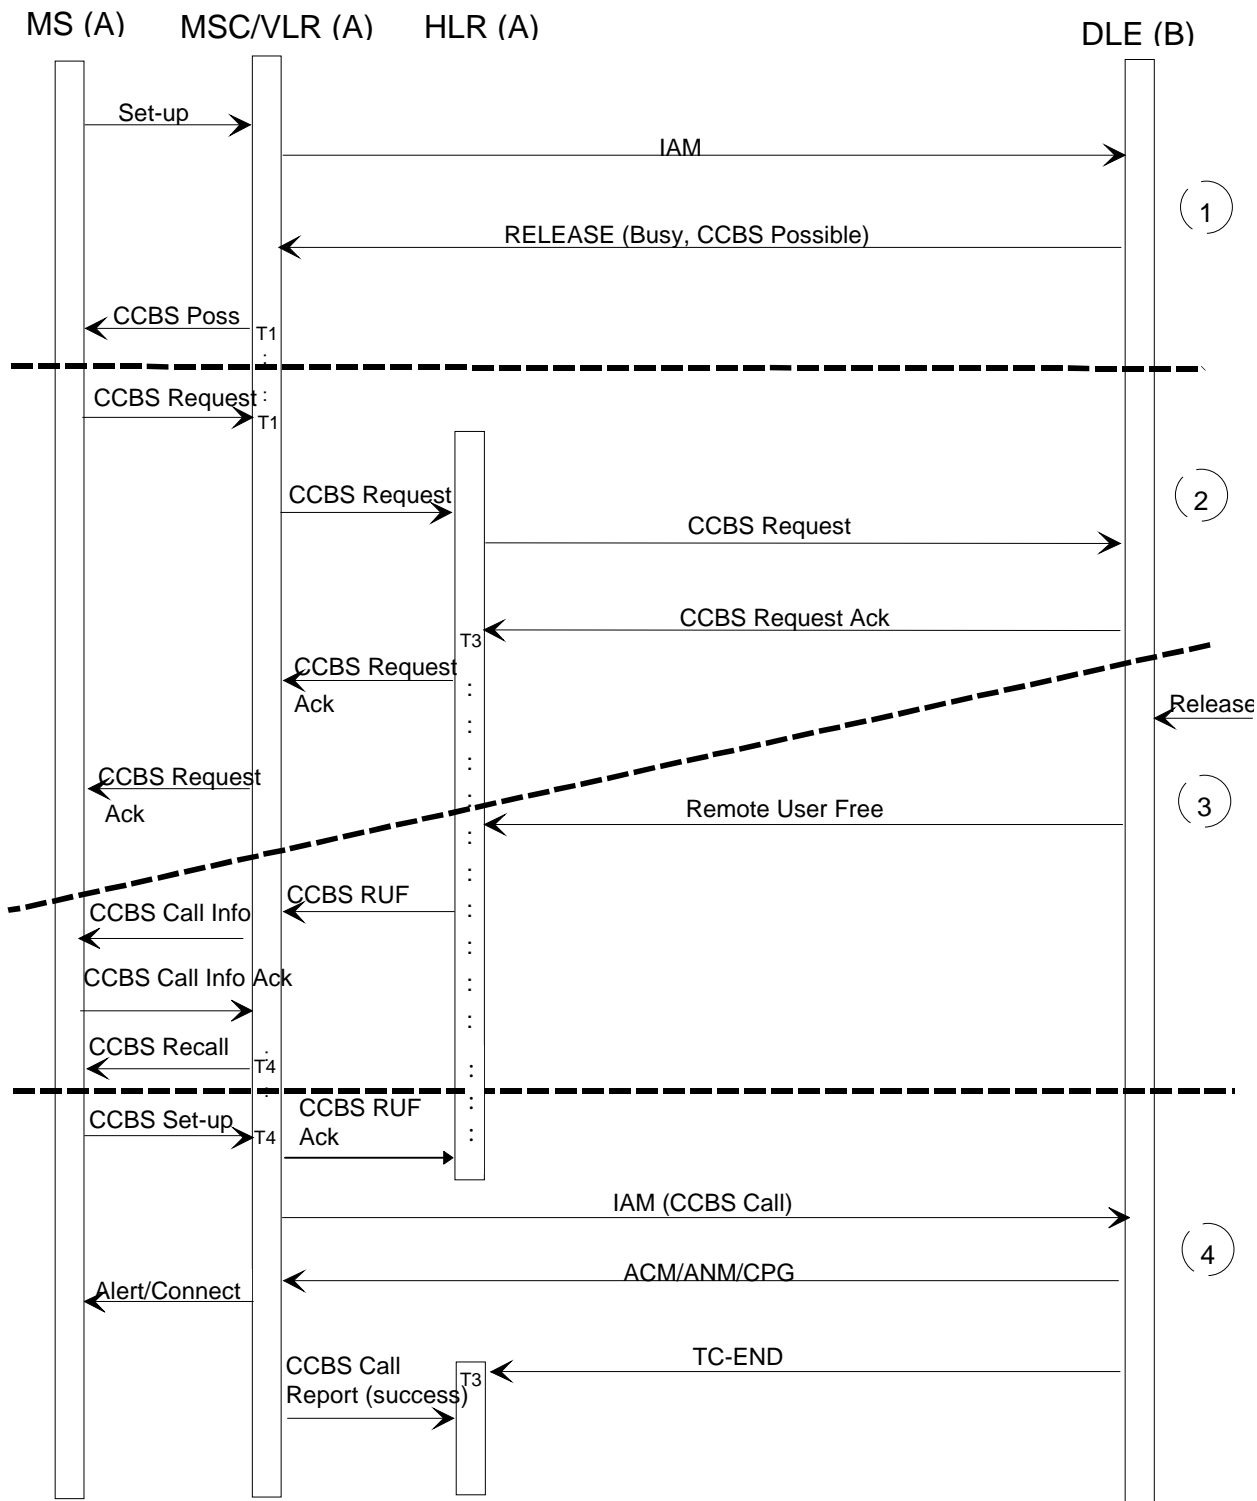 MS (A) MSC/VLR (A) HLR (A) DLE (B)
Set-up
IAM
1
RELEASE (Busy, CCBS Possible)
CCBS Poss
T1
CCBS Request
T1
CCBS Request
2
CCBS Request
CCBS Request Ack
T3
CCBS Request
Ack
Release
CCBS Request
Ack
3
Remote User Free
CCBS RUF
CCBS Call Info
CCBS Call Info Ack
CCBS Recall
T4
CCBS RUF
Ack
CCBS Set-up
T4
IAM (CCBS Call)
4
ACM/ANM/CPG
Alert/Connect
TC-END
CCBS Call
Report (success)
T3